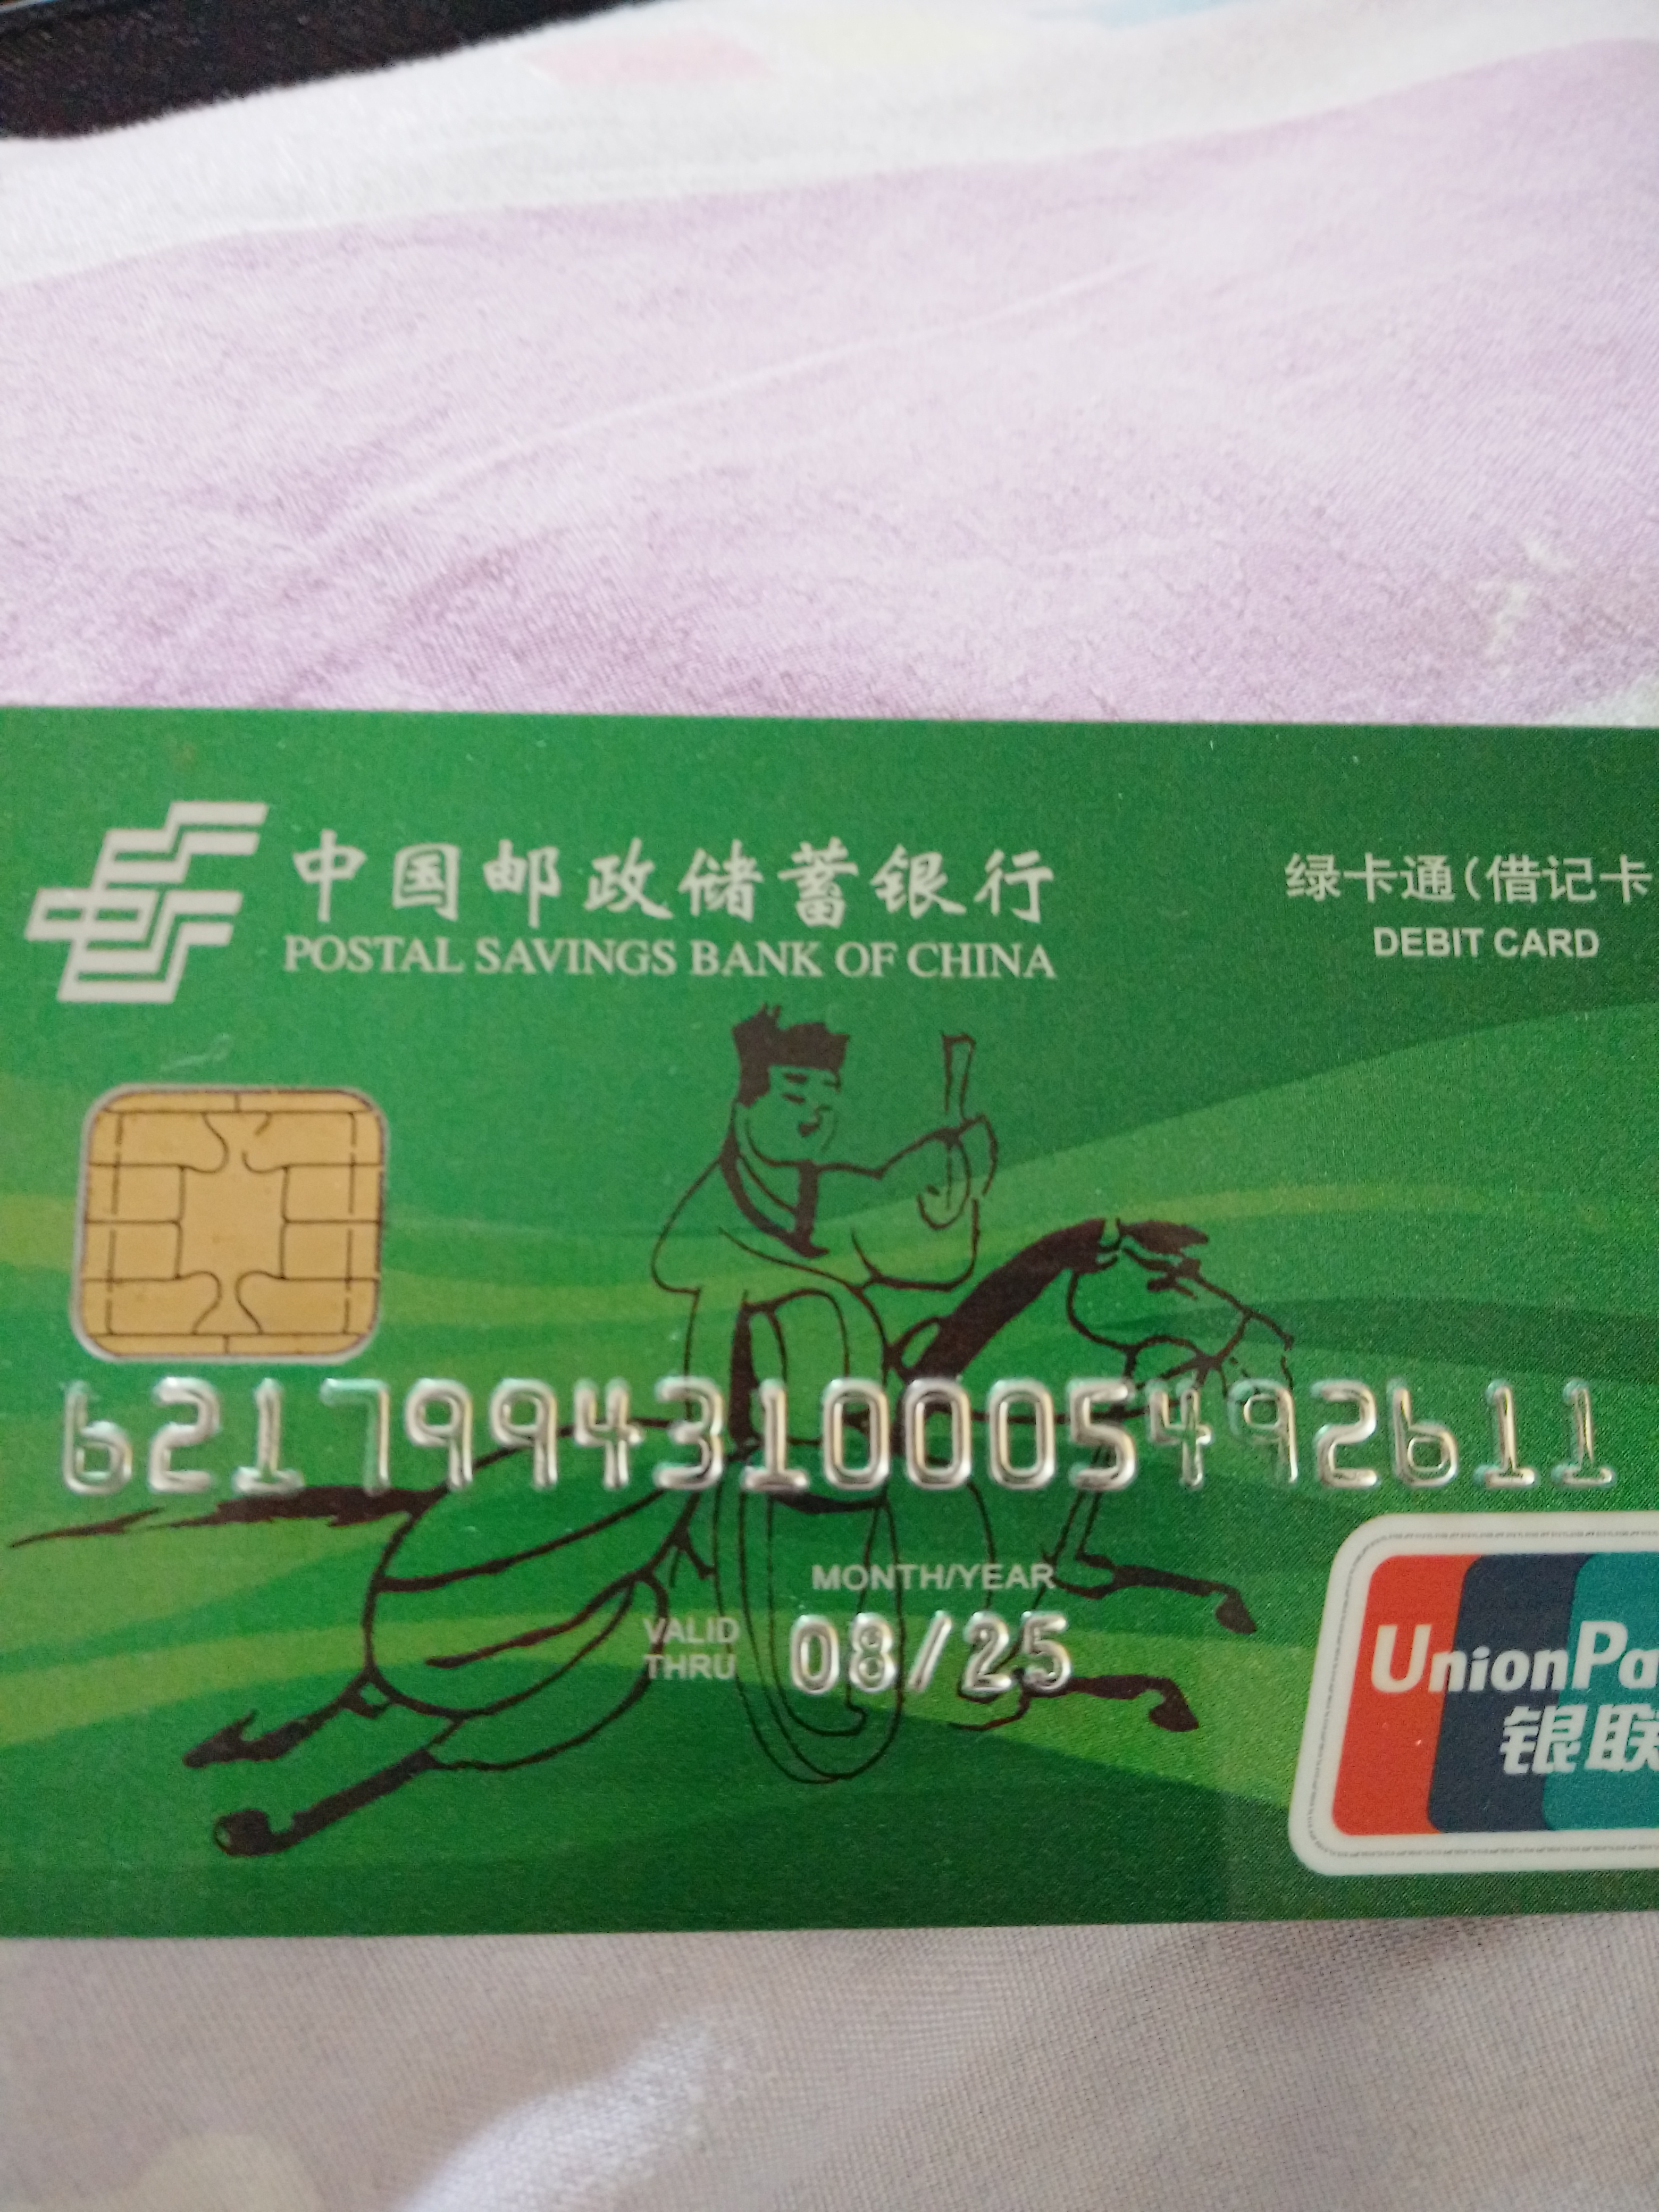 中国邮政储蓄银行
POSTAL SAVINGS BANK OF CHINA
绿卡通(借记卡
DEBIT CARD
6217994310005492611
MONTH/YEAR
VALID
THRU
08/25
UnionPa
银联